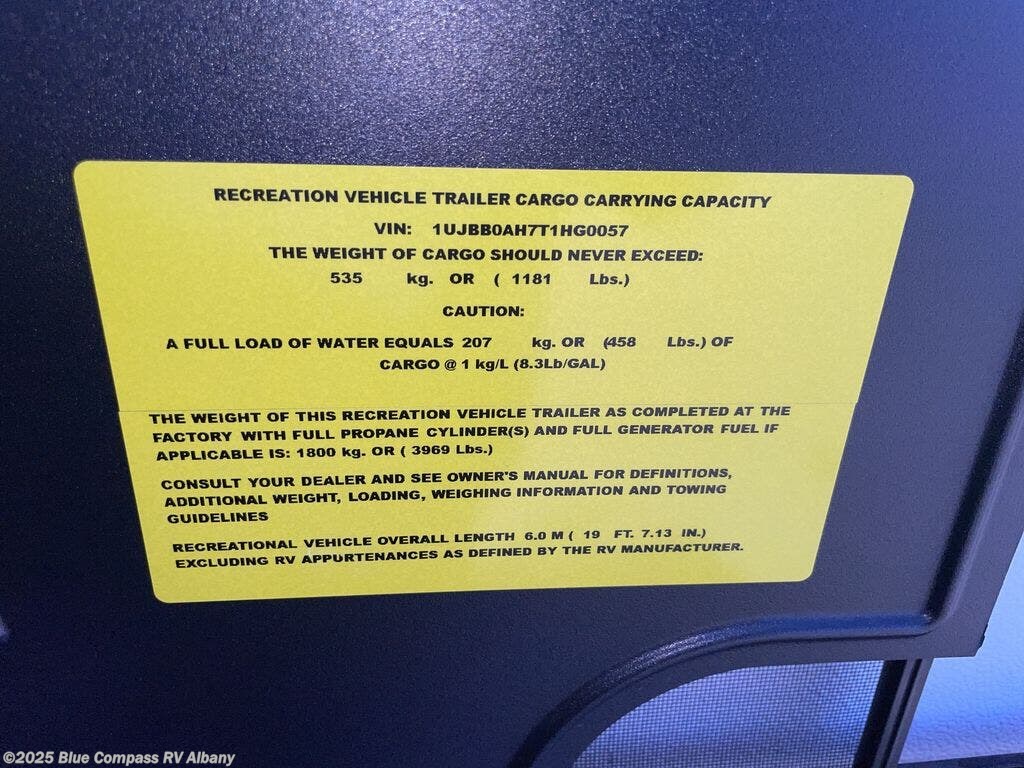 RECREATION VEHICLE TRAILER CARGO CARRYING CAPACITY
VIN: 1UJBB0AH7T1HG0057
THE WEIGHT OF CARGO SHOULD NEVER EXCEED:
535 kg. OR ( 1181 Lbs.)
CAUTION:
A FULL LOAD OF WATER EQUALS 207 kg. OR (458 Lbs.) OF
CARGO @ 1 kg/L (8.3Lb/GAL)
THE WEIGHT OF THIS RECREATION VEHICLE TRAILER AS COMPLETED AT THE
FACTORY WITH FULL PROPANE CYLINDER(S) AND FULL GENERATOR FUEL IF
APPLICABLE IS: 1800 kg. OR ( 3969 Lbs.)
CONSULT YOUR DEALER AND SEE OWNER'S MANUAL FOR DEFINITIONS,
ADDITIONAL WEIGHT, LOADING, WEIGHING INFORMATION AND TOWING
GUIDELINES
RECREATIONAL VEHICLE OVERALL LENGTH 6.0 M ( 19 FT. 7.13 IN.)
EXCLUDING RV APPURTENANCES AS DEFINED BY THE RV MANUFACTURER.
©2025 Blue Compass RV Albany